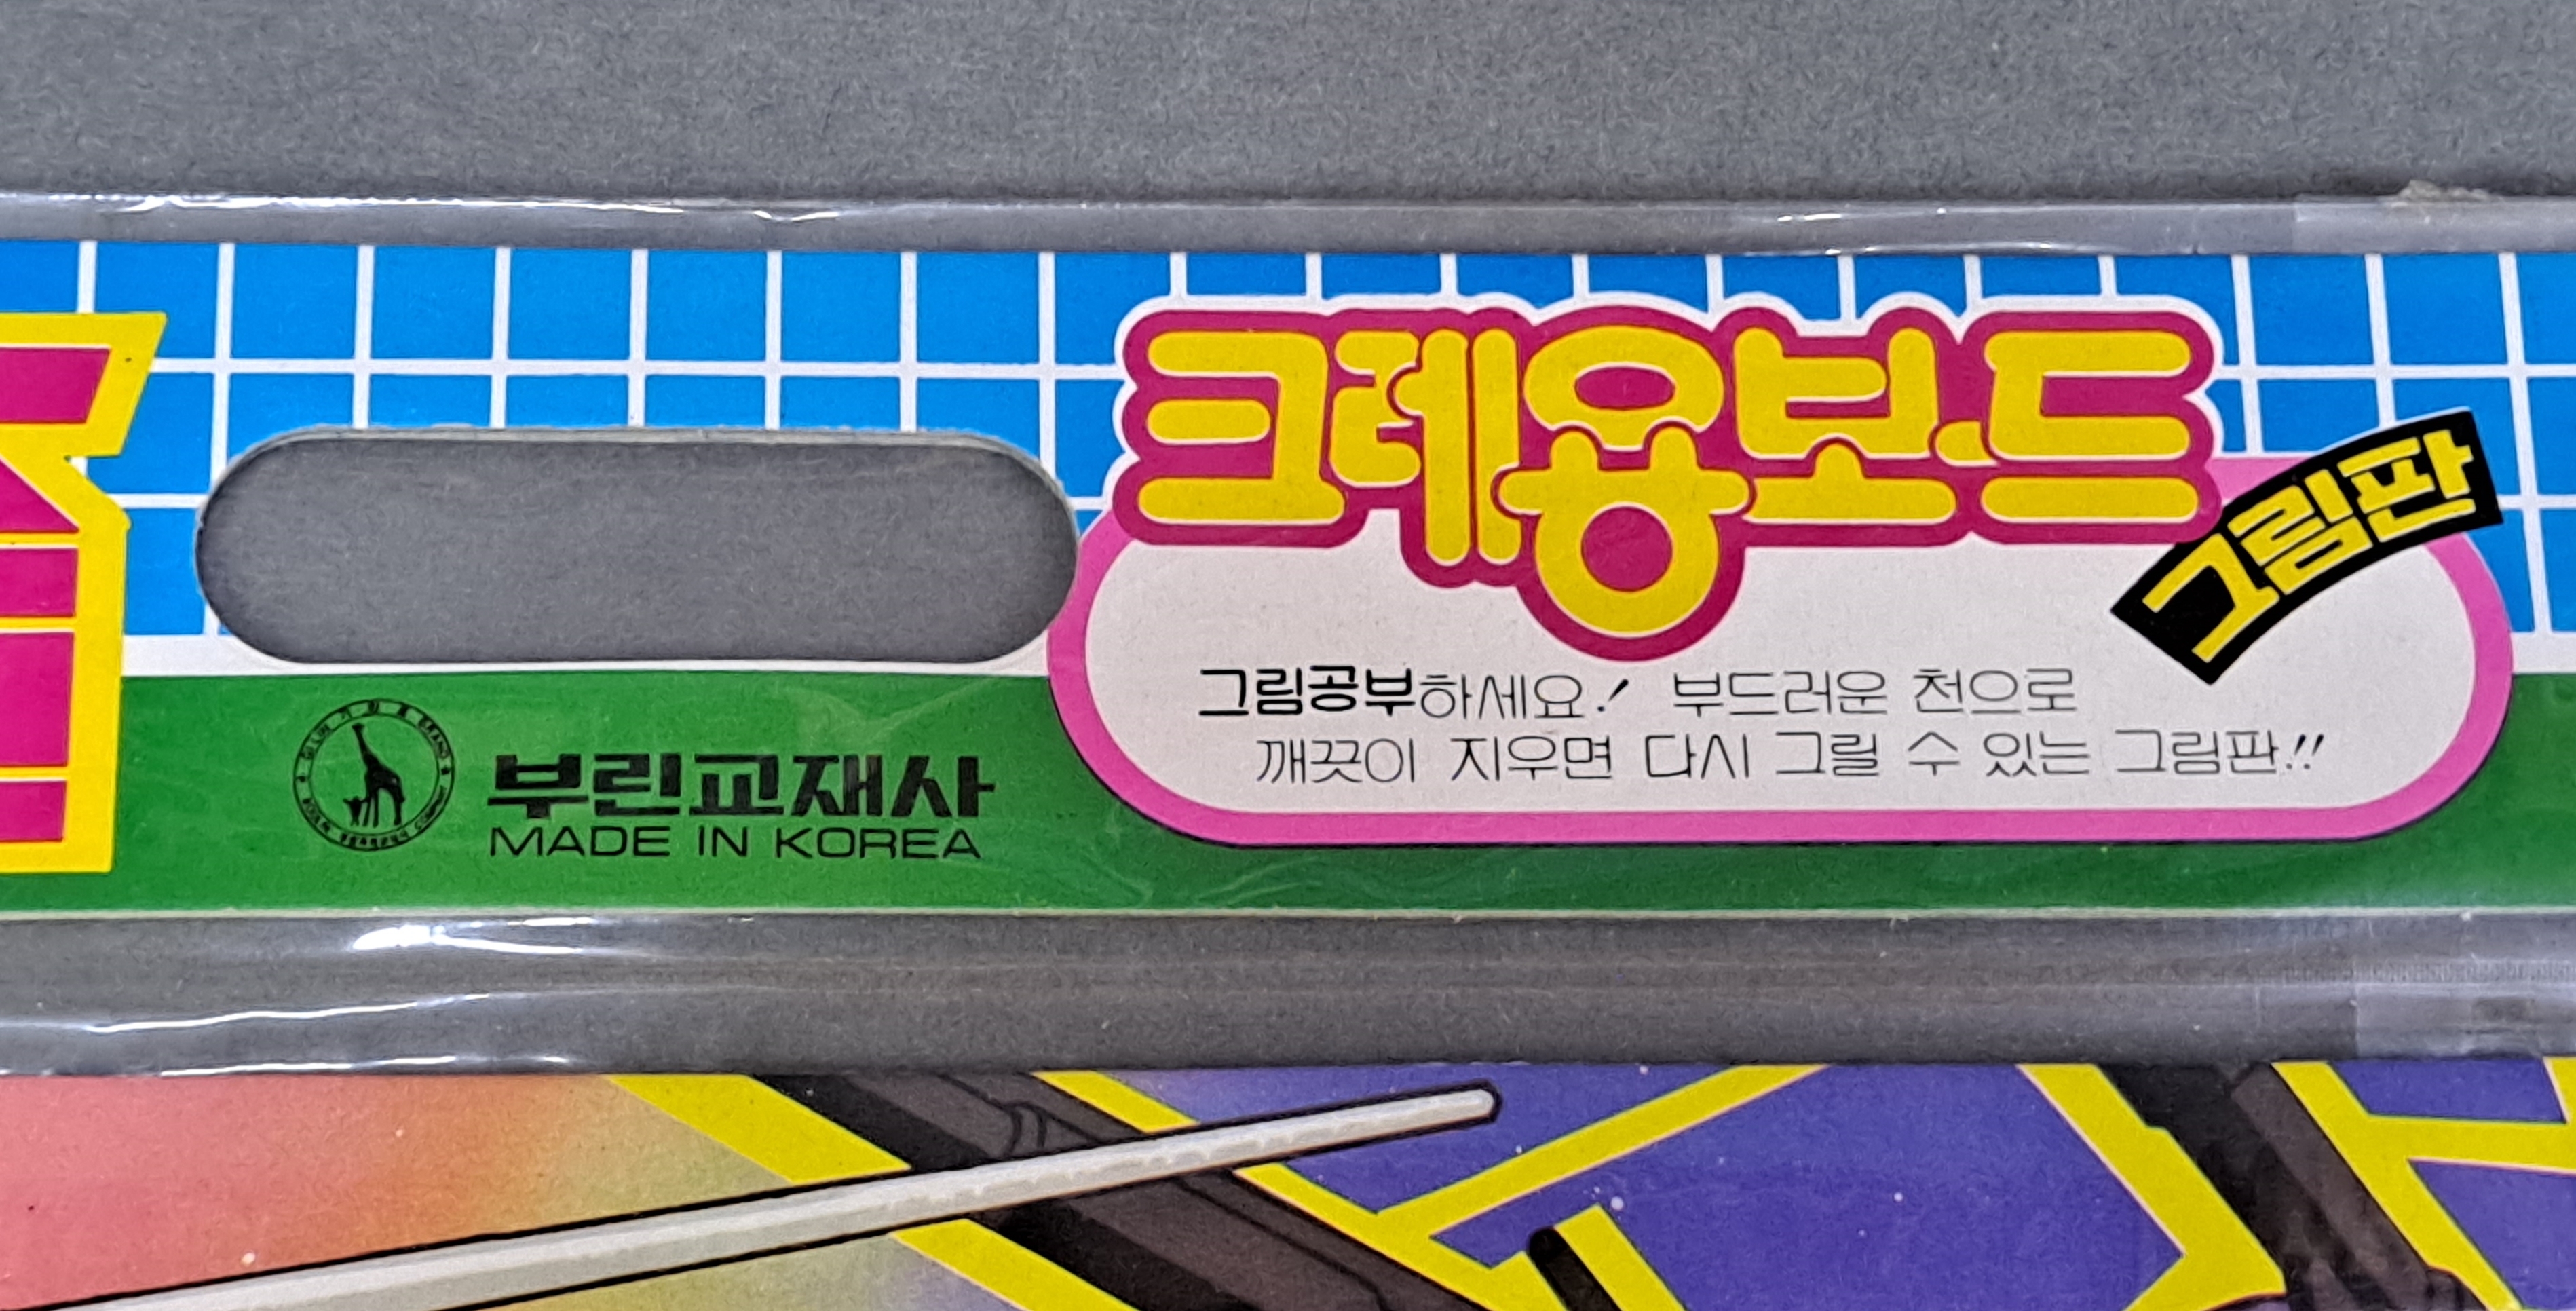 크레용보드
그림판
그림공부하세요! 부드러운 천으로
깨끗이 지우면 다시 그릴 수 있는 그림판!!
부린교재사
MADE IN KOREA